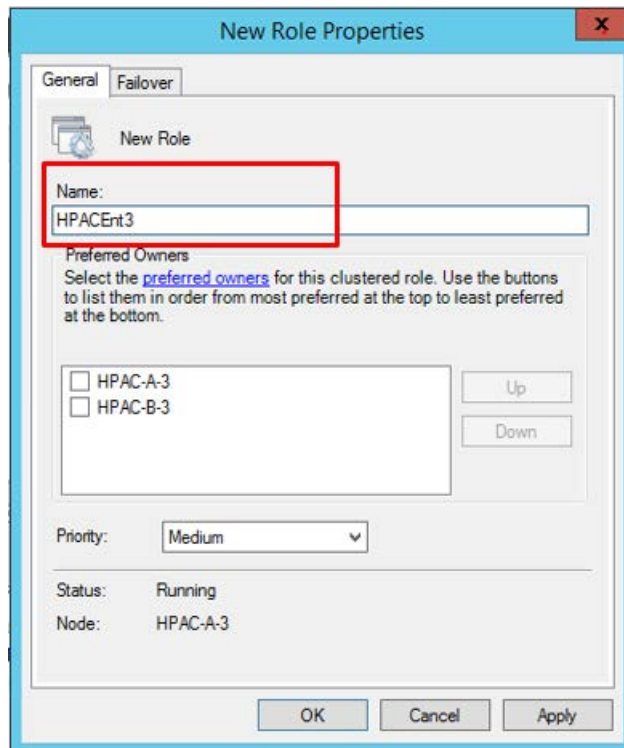 New Role Properties
x
General
Failover
New Role
Name:
HPACEnt3
Preferred Owners
Select the preferred owners for this clustered role. Use the buttons
to list them in order from most preferred at the top to least preferred
at the bottom.
HPAC-A-3
HPAC-B-3
Up
Down
Priority:
Medium
Status:
Running
Node:
HPAC-A-3
OK
Cancel
Apply